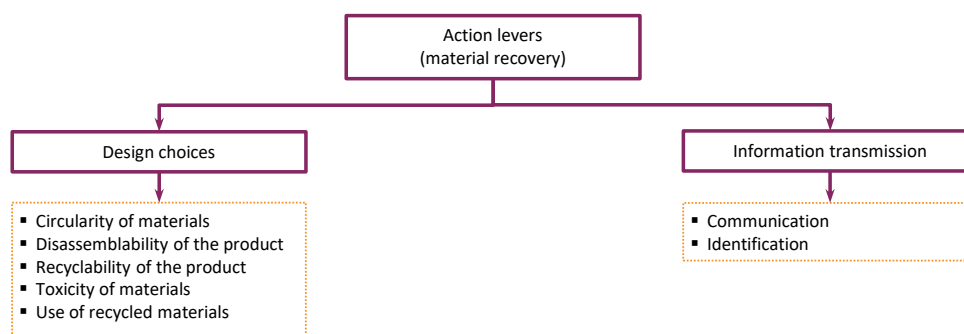 Action levers
(material recovery)
Design choices
Information transmission
▪ Circularity of materials
▪ Disassemblability of the product
▪ Recyclability of the product
▪ Toxicity of materials
▪ Use of recycled materials
▪ Communication
▪ Identification